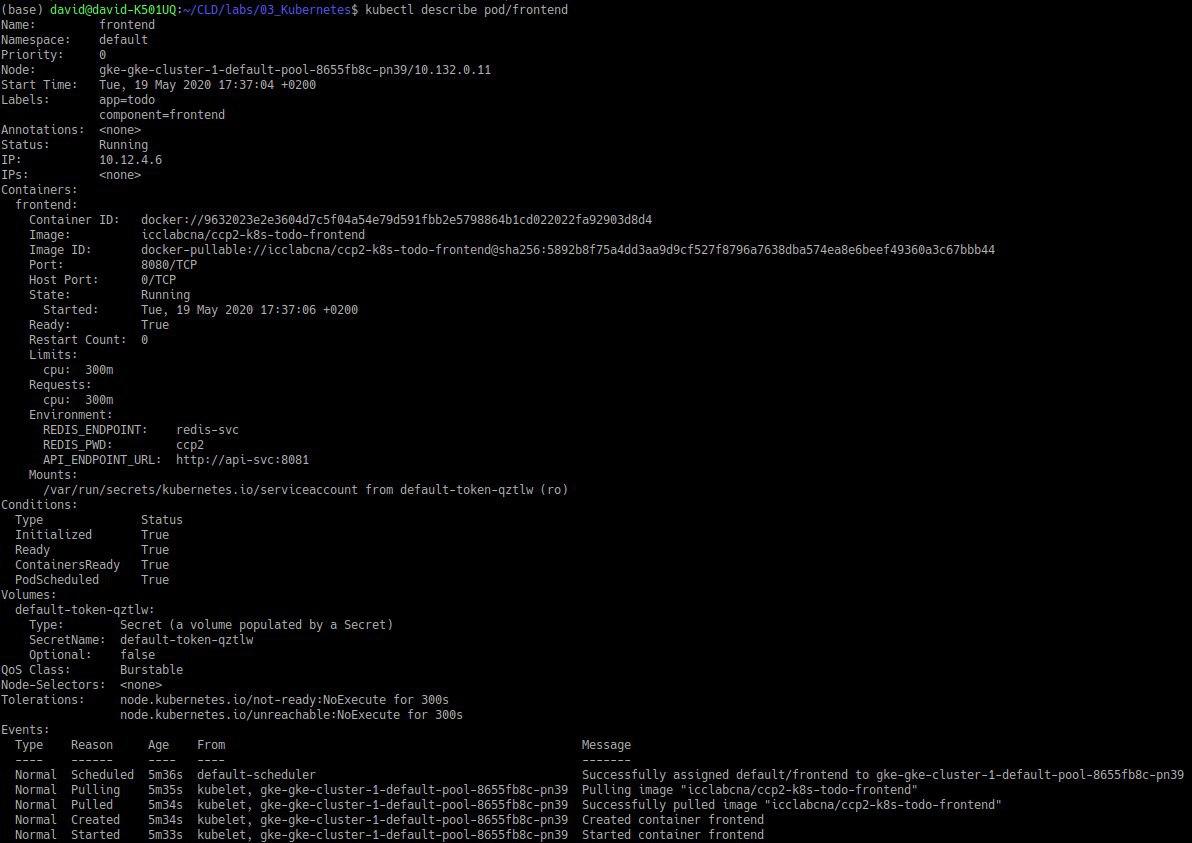 (base) david@david-K501UQ:~/CLD/labs/03_Kubernetes$ kubectl describe pod/frontend
Name:         frontend
Namespace:    default
Priority:     0
Node:         gke-gke-cluster-1-default-pool-8655fb8c-pn39/10.132.0.11
Start Time:   Tue, 19 May 2020 17:37:04 +0200
Labels:       app=todo
              component=frontend
Annotations:  <none>
Status:       Running
IP:           10.12.4.6
IPs:          <none>
Containers:
  frontend:
    Container ID:   docker://9632023e2e3604d7c5f04a54e79d591fbb2e5798864b1cd022022fa92903d8d4
    Image:          icclabcna/ccp2-k8s-todo-frontend
    Image ID:       docker-pullable://icclabcna/ccp2-k8s-todo-frontend@sha256:5892b8f75a4dd3aa9d9cf527f8796a7638dba574ea8e6beef49360a3c67bbb44
    Port:           8080/TCP
    Host Port:      0/TCP
    State:          Running
      Started:      Tue, 19 May 2020 17:37:06 +0200
    Ready:          True
    Restart Count:  0
    Limits:
      cpu:  300m
    Requests:
      cpu:  300m
    Environment:
      REDIS_ENDPOINT:    redis-svc
      REDIS_PWD:         ccp2
      API_ENDPOINT_URL:  http://api-svc:8081
    Mounts:
      /var/run/secrets/kubernetes.io/serviceaccount from default-token-qztlw (ro)
Conditions:
  Type              Status
  Initialized       True
  Ready             True
  ContainersReady   True
  PodScheduled      True
Volumes:
  default-token-qztlw:
    Type:        Secret (a volume populated by a Secret)
    SecretName:  default-token-qztlw
    Optional:    false
QoS Class:       Burstable
Node-Selectors:  <none>
Tolerations:     node.kubernetes.io/not-ready:NoExecute for 300s
                 node.kubernetes.io/unreachable:NoExecute for 300s
Events:
  Type    Reason     Age    From                                                   Message
  ----    ------     ----   ----                                                   -------
  Normal  Scheduled  5m36s  default-scheduler                                      Successfully assigned default/frontend to gke-gke-cluster-1-default-pool-8655fb8c-pn39
  Normal  Pulling    5m35s  kubelet, gke-gke-cluster-1-default-pool-8655fb8c-pn39  Pulling image "icclabcna/ccp2-k8s-todo-frontend"
  Normal  Pulled     5m34s  kubelet, gke-gke-cluster-1-default-pool-8655fb8c-pn39  Successfully pulled image "icclabcna/ccp2-k8s-todo-frontend"
  Normal  Created    5m34s  kubelet, gke-gke-cluster-1-default-pool-8655fb8c-pn39  Created container frontend
  Normal  Started    5m33s  kubelet, gke-gke-cluster-1-default-pool-8655fb8c-pn39  Started container frontend